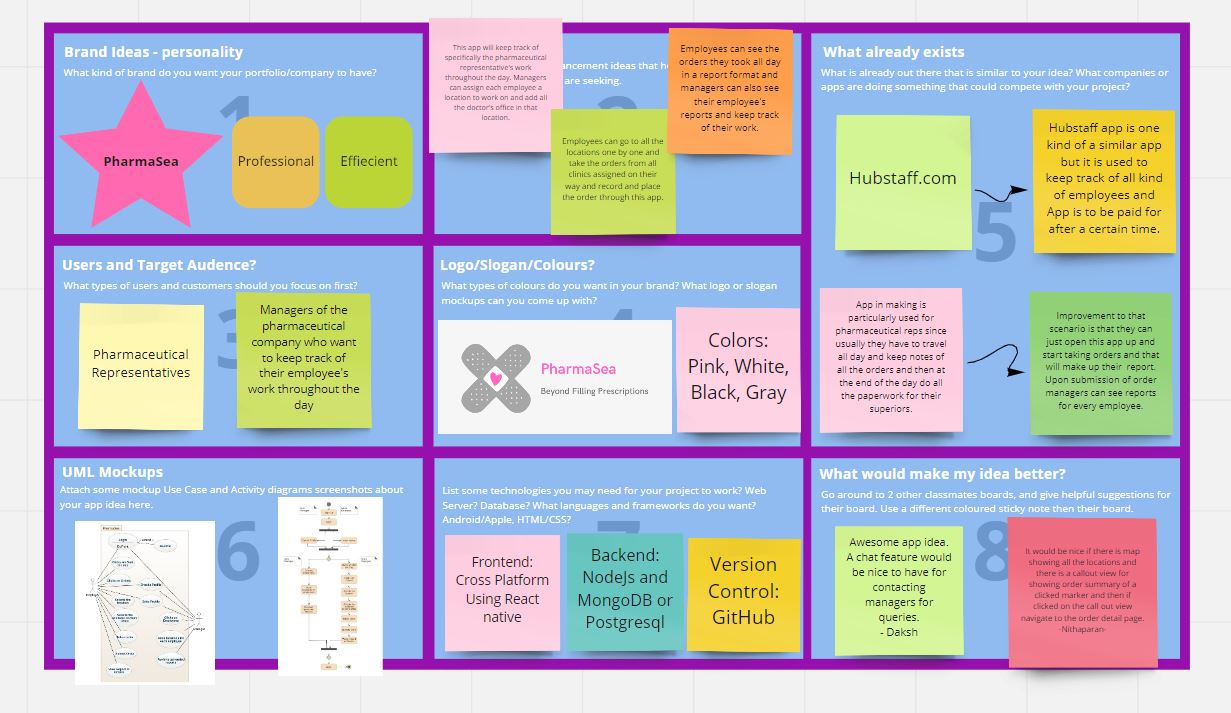 Brand Ideas - personality
What kind of brand do you want your portfolio/company to have?
1
PharmaSea
Professional
Effiecient
This app will keep track of
specifically the pharmaceutical
representative's work
throughout the day. Managers
can assign each employee a
location to work on and add all
the doctor's office in that
location.
ancement ideas that
are seeking.
Employees can go to all the
locations one by one and
take the orders from all
clinics assigned on their
way and record and place
the order through this app.
Employees can see the
orders they took all day
in a report format and
managers can also see
their employee's
reports and keep track
of their work.
What already exists
What is already out there that is similar to your idea? What companies or
apps are doing something that could compete with your project?
5
Hubstaff.com
Hubstaff app is one
kind of a similar app
but it is used to
keep track of all kind
of employees and
App is to be paid for
after a certain time.
App in making is
particularly used for
pharmaceutical reps since
usually they have to travel
all day and keep notes of
all the orders and then at
the end of the day do all
the paperwork for their
superiors.
Improvement to that
scenario is that they can
just open this app up and
start taking orders and that
will make up their report.
Upon submission of order
managers can see reports
for every employee.
Users and Target Audience?
What types of users and customers should you focus on first?
3
Pharmaceutical
Representatives
Managers of the
pharmaceutical
company who want
to keep track of
their employee's
work throughout the
day
Logo/Slogan/Colours?
What types of colours do you want in your brand? What logo or slogan
mockups can you come up with?
PharmaSea
Beyond Filling Prescriptions
Colors:
Pink, White,
Black, Gray
UML Mockups
Attach some mockup Use Case and Activity diagrams screenshots about
your app idea here.
6
List some technologies you may need for your project to work? Web
Server? Database? What languages and frameworks do you want?
Android/Apple, HTML/CSS?
7
Frontend:
Cross Platform
Using React
native
Backend:
NodeJs and
MongoDB or
Postgresql
Version
Control:
GitHub
What would make my idea better?
Go around to 2 other classmates boards, and give helpful suggestions for
their board. Use a different coloured sticky note then their board.
8
Awesome app idea.
A chat feature would
be nice to have for
contacting
managers for
queries.
- Daksh
It would be nice if there is map
showing all the locations and
there is a callout view for
showing order summary of a
clicked marker and then if
clicked on the call out view
navigate to the order detail page.
-Nithaparan-